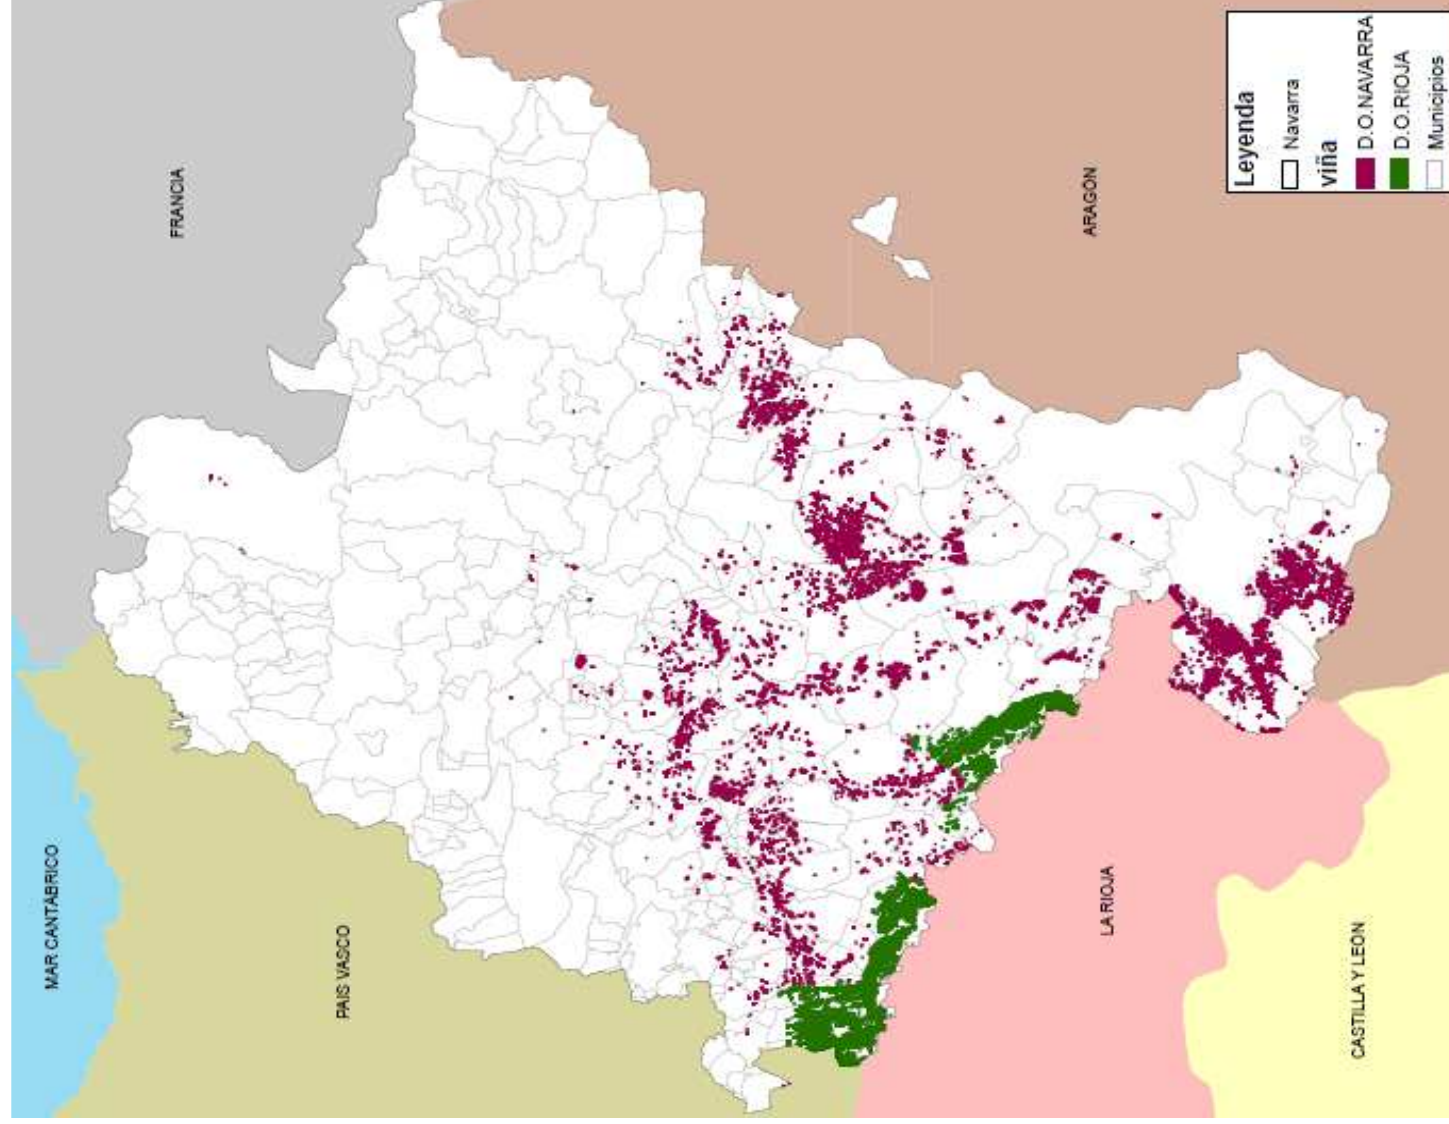 MAR CANTABRICO
FRANCIA
PAIS VASCO
ARAGON
LA RIOJA
CASTILLA Y LEON
Leyenda
Navarra
viña
D.O.NAVARRA
D.O.RIOJA
Municipios